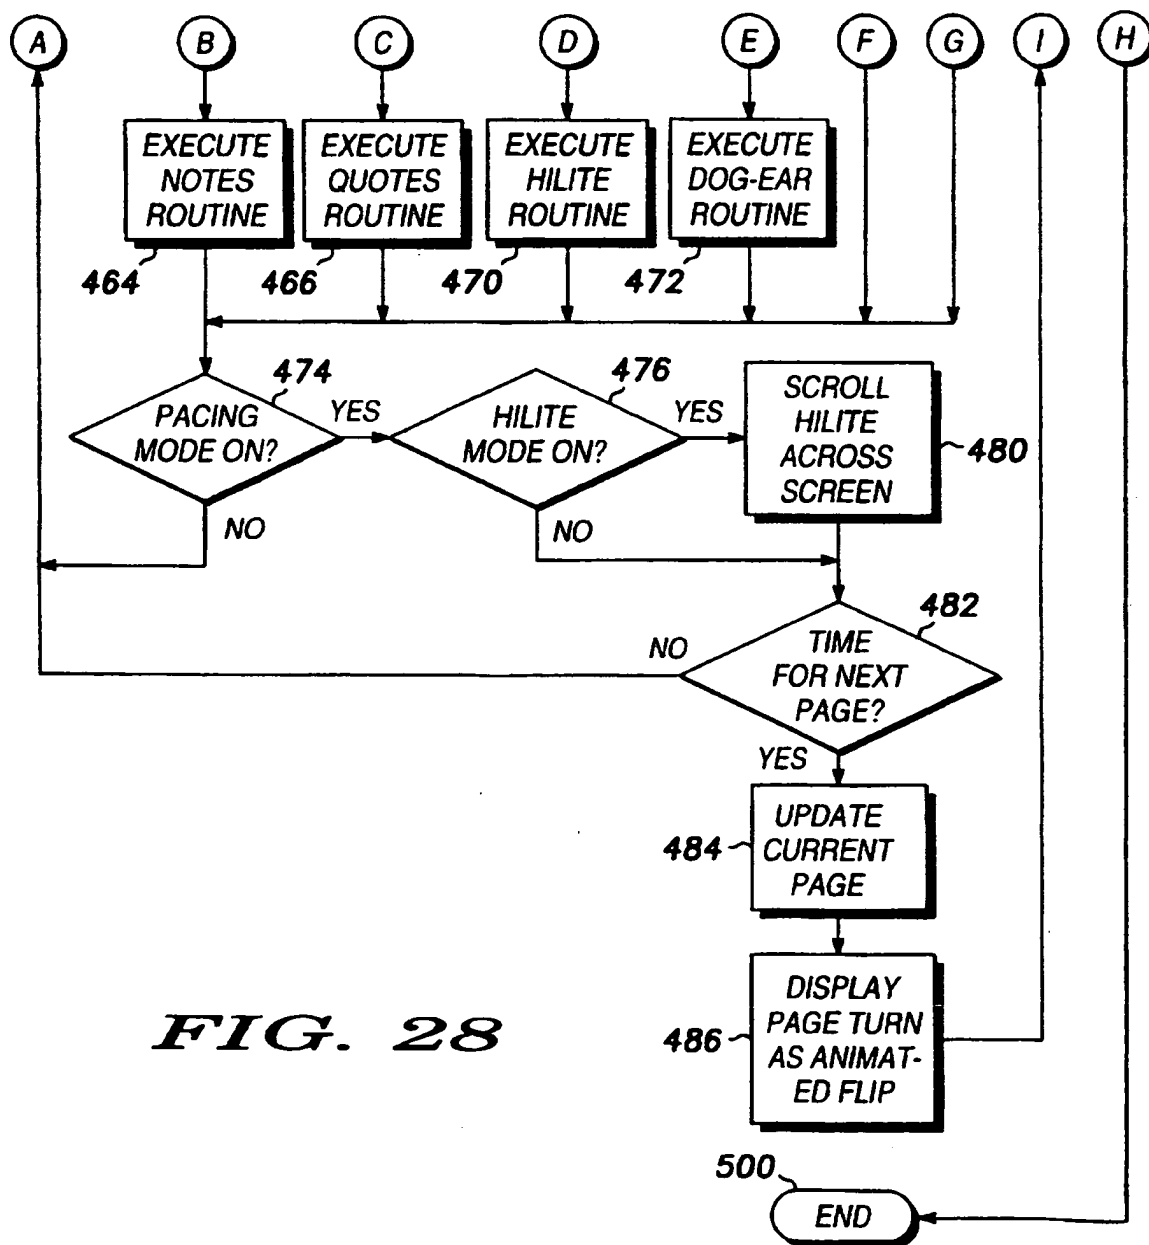 A B C D E F G I H
EXECUTE
NOTES
ROUTINE
464
EXECUTE
QUOTES
ROUTINE
466
EXECUTE
HILITE
ROUTINE
470
EXECUTE
DOG-EAR
ROUTINE
472
PACING
MODE ON?
474
YES
NO
HILITE
MODE ON?
476
YES
NO
SCROLL
HILITE
ACROSS
SCREEN
480
TIME
FOR NEXT
PAGE?
482
NO
YES
UPDATE
CURRENT
PAGE
484
DISPLAY
PAGE TURN
AS ANIMAT-
ED FLIP
486
FIG. 28
500
END